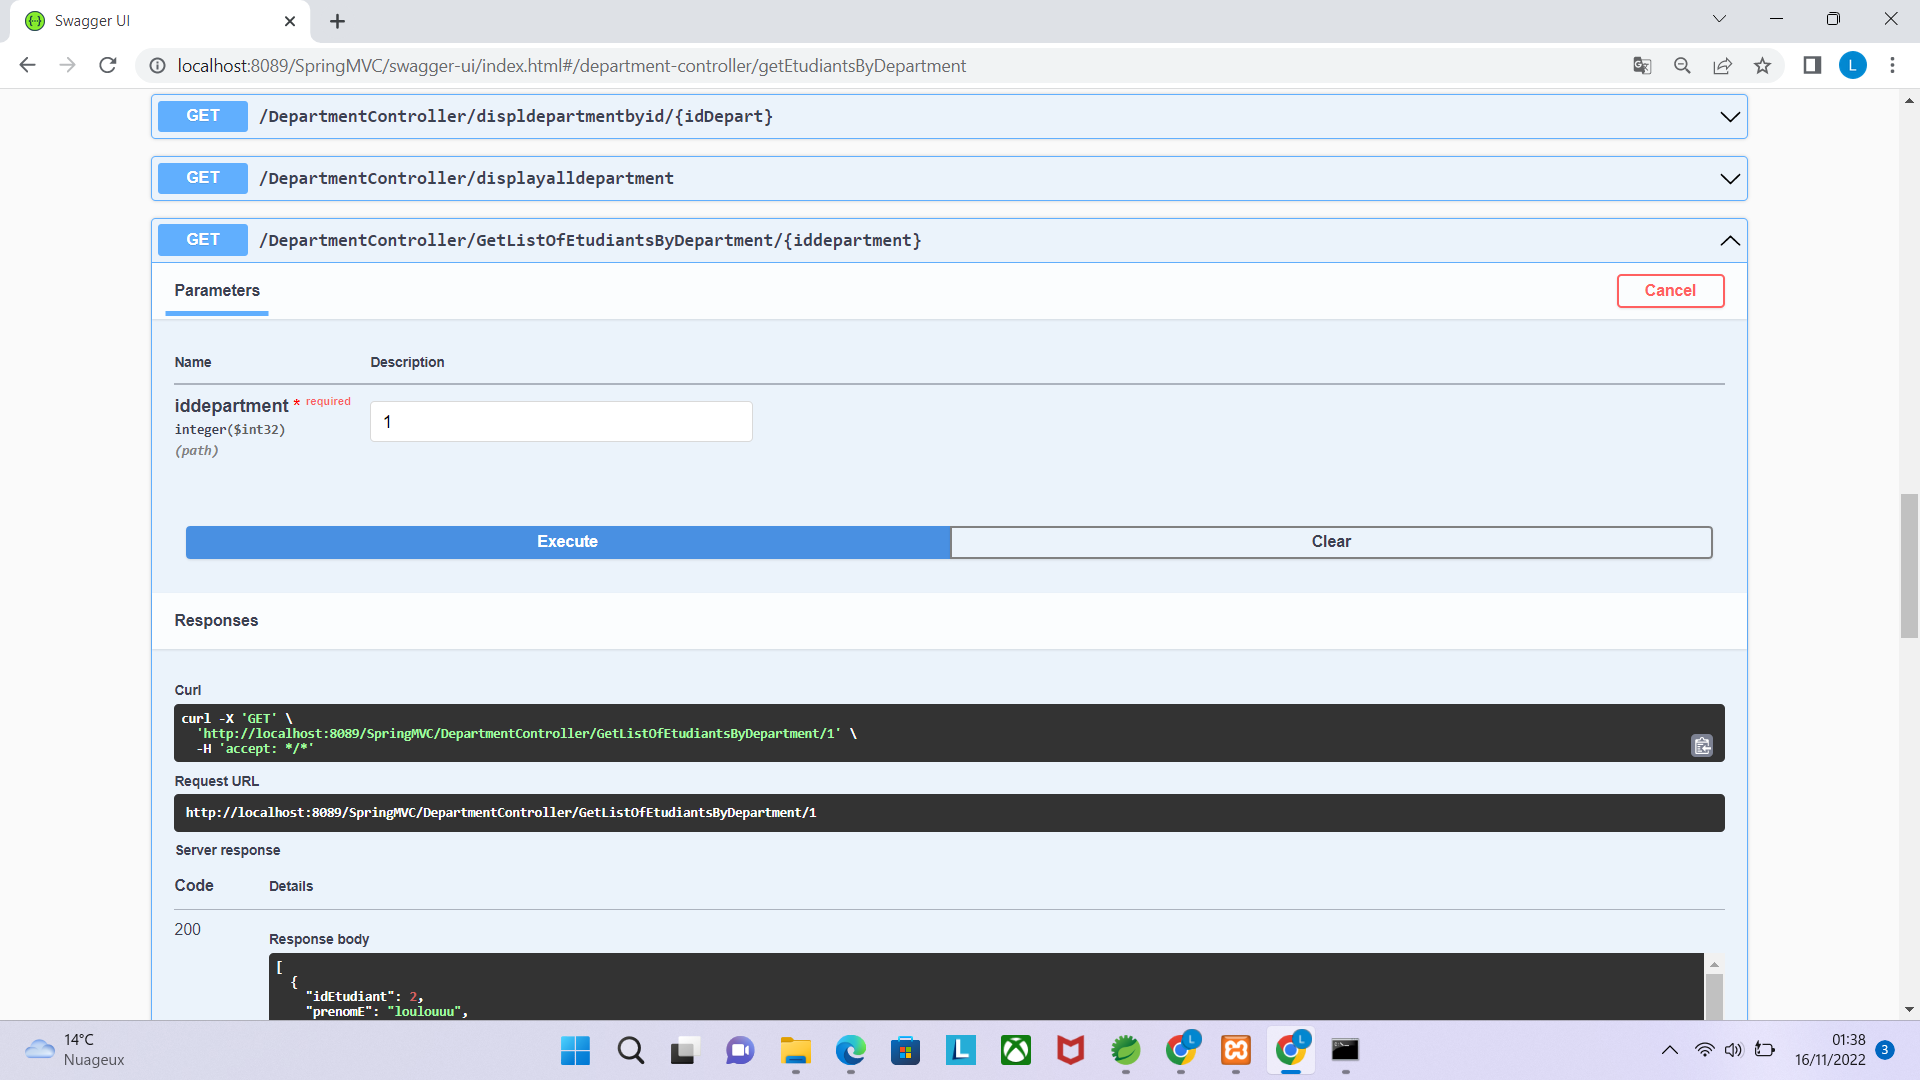 Swagger UI
localhost:8089/SpringMVC/swagger-ui/index.html#/department-controller/getEtudiantsByDepartment
L
GET /DepartmentController/displdepartmentbyid/{idDepart}
GET /DepartmentController/displayalldepartment
GET /DepartmentController/GetListOfEtudiantsByDepartment/{iddepartment}
Parameters
Cancel
Name Description
iddepartment * required
integer($int32)
(path)
1
Execute Clear
Responses
Curl
curl -X 'GET' \
'http://localhost:8089/SpringMVC/DepartmentController/GetListOfEtudiantsByDepartment/1' \
-H 'accept: */*'
Request URL
http://localhost:8089/SpringMVC/DepartmentController/GetListOfEtudiantsByDepartment/1
Server response
Code Details
200
Response body
[
{
"idEtudiant": 2,
"prenomE": "loulouuu",
14°C
Nuageux
L
L
L
01:38
16/11/2022
3